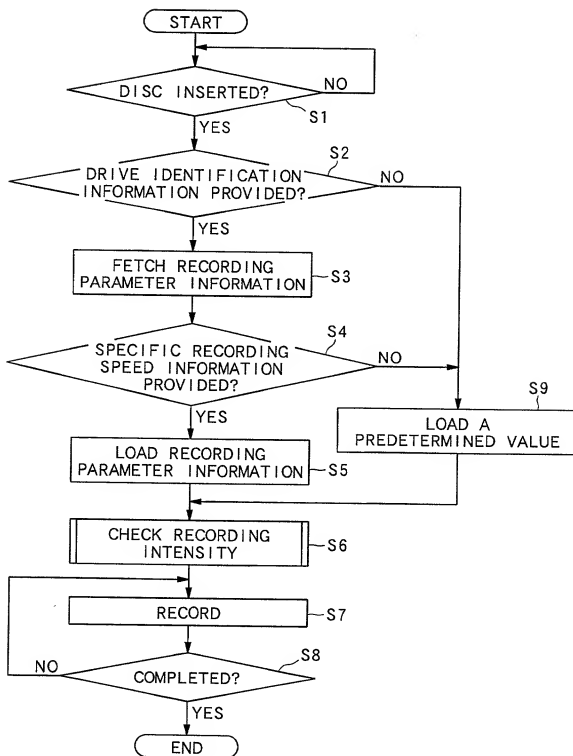 START
DISC INSERTED?
NO
S1
YES
S2
DRIVE IDENTIFICATION
INFORMATION PROVIDED?
NO
YES
FETCH RECORDING
PARAMETER INFORMATION
S3
S4
SPECIFIC RECORDING
SPEED INFORMATION
PROVIDED?
NO
YES
S9
LOAD A
PREDETERMINED VALUE
LOAD RECORDING
PARAMETER INFORMATION
S5
CHECK RECORDING
INTENSITY
S6
RECORD
S7
S8
NO
COMPLETED?
YES
END